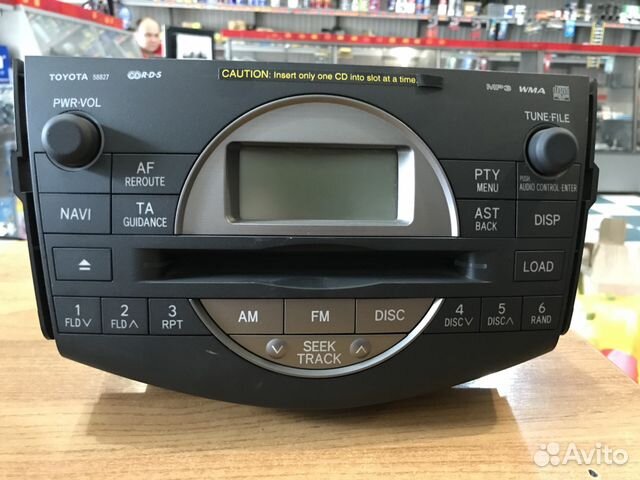 TOYOTA 58827 R·D·S
CAUTION: Insert only one CD into slot at a time.
MP3 WMA
PWR·VOL
TUNE·FILE
AF
REROUTE
PTY
MENU
PUSH
AUDIO CONTROL·ENTER
NAVI
TA
GUIDANCE
AST
BACK
DISP
LOAD
1
FLD
2
FLD
3
RPT
AM
FM
DISC
4
DISC
5
DISC
6
RAND
SEEK
TRACK
Avito